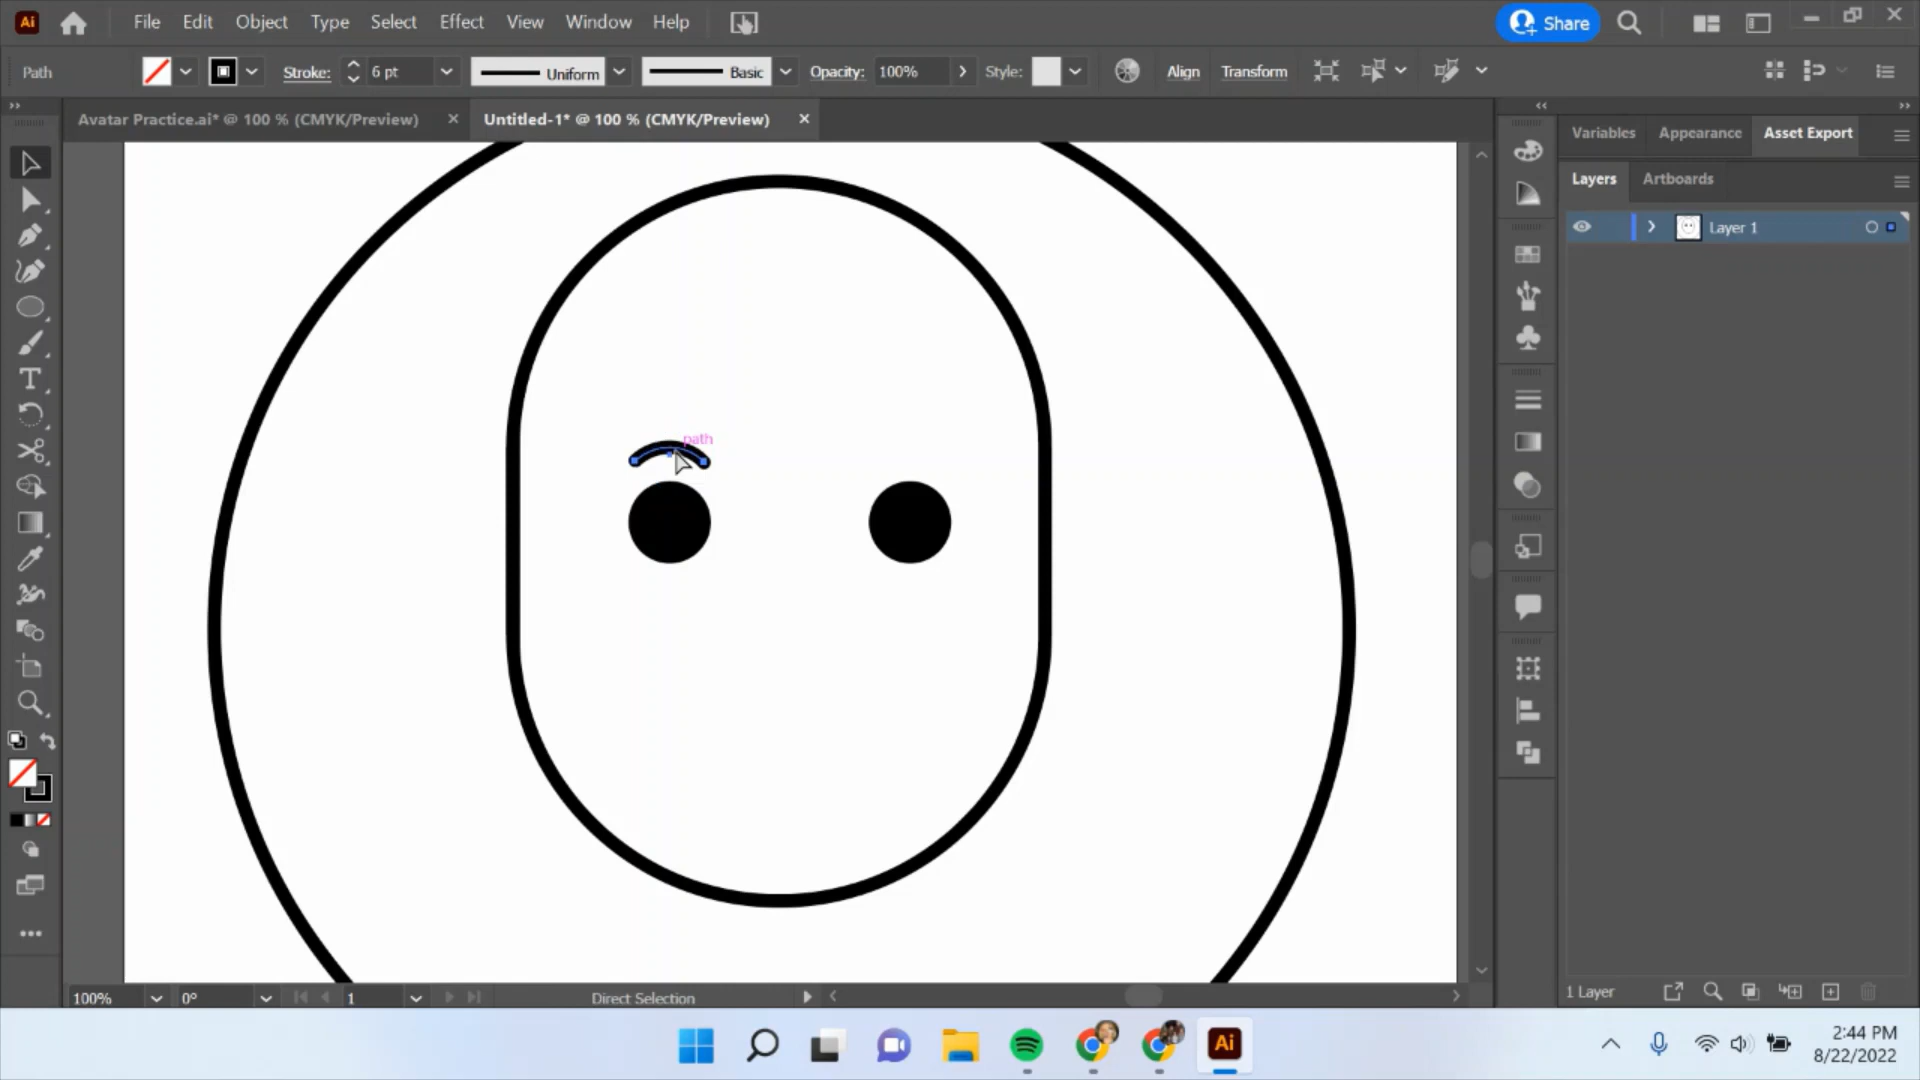 Ai File Edit Object Type Select Effect View Window Help Share
Path Stroke: 6 pt Uniform Basic Opacity: 100% Style: Align Transform
Avatar Practice.ai* @ 100 % (CMYK/Preview) Untitled-1* @ 100 % (CMYK/Preview)
Variables Appearance Asset Export
Layers Artboards
Layer 1
path
100% 0° 1 Direct Selection
1 Layer
Ai
2:44 PM
8/22/2022